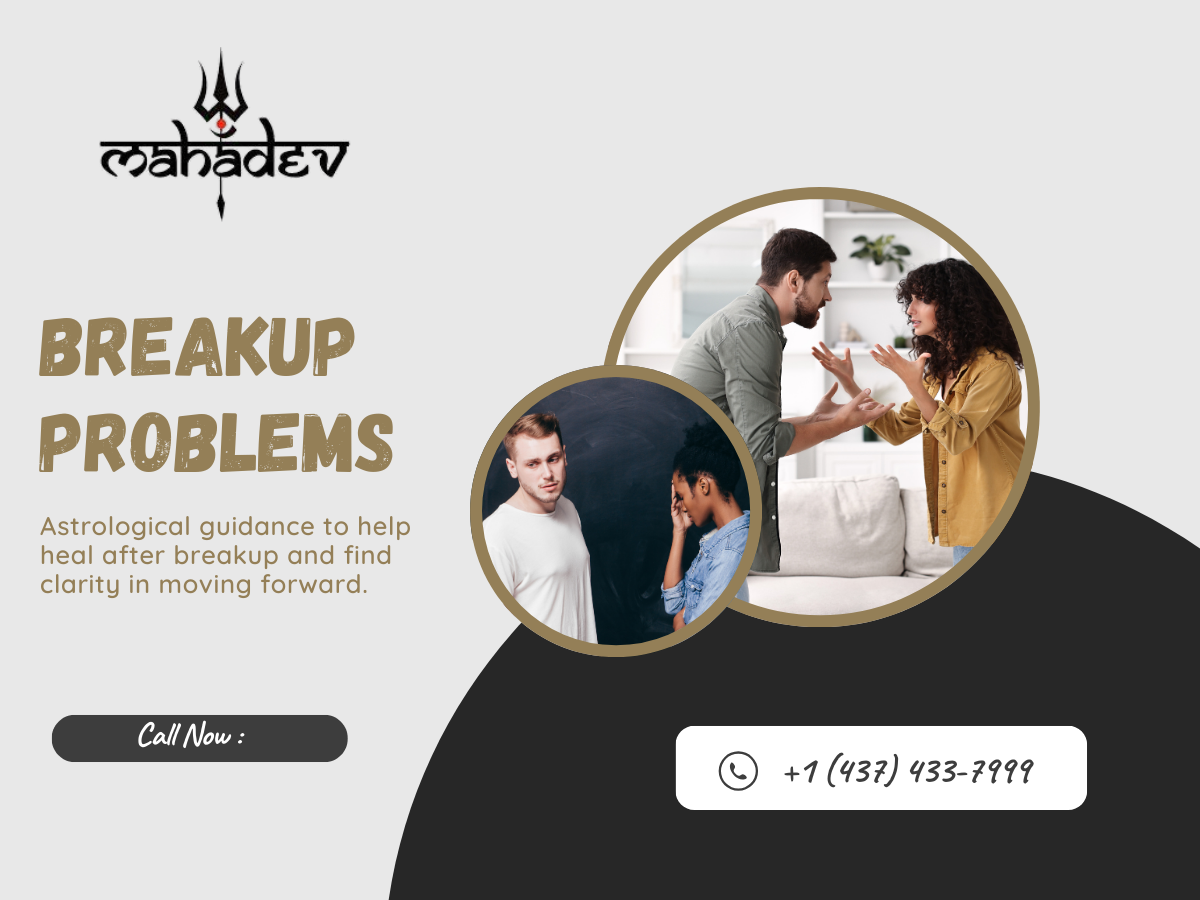 mahadev
BREAKUP
PROBLEMS
Astrological guidance to help
heal after breakup and find
clarity in moving forward.
Call Now :
+1 (437) 433-7999